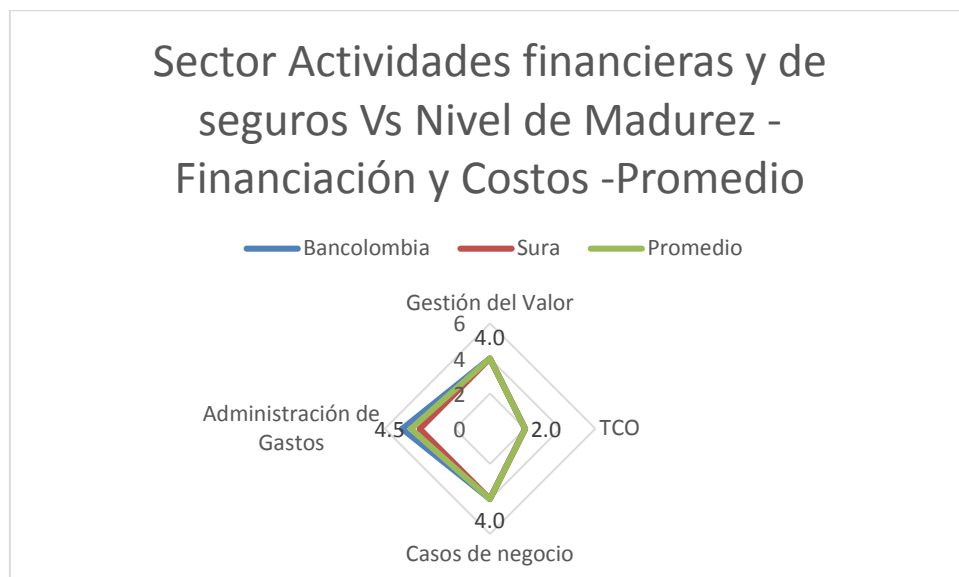 Sector Actividades financieras y de
seguros Vs Nivel de Madurez -
Financiación y Costos -Promedio
Bancolombia Sura Promedio
Gestión del Valor
6
4.0
4
2
Administración de
Gastos
4.5
0
2.0
TCO
4.0
Casos de negocio